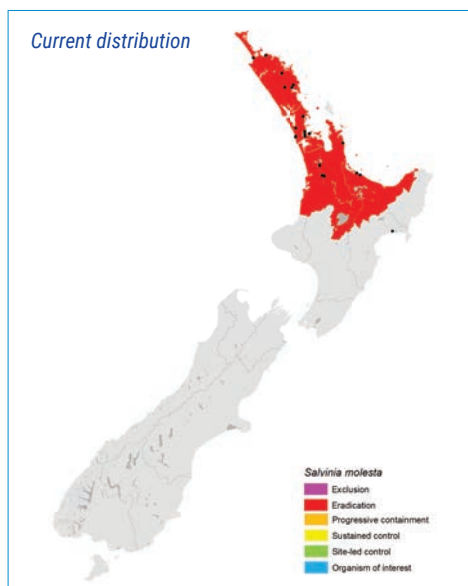 Current distribution
Salvinia molesta
Exclusion
Eradication
Progressive containment
Sustained control
Site-led control
Organism of interest